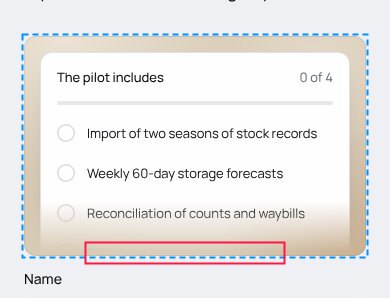 The pilot includes
0 of 4
Import of two seasons of stock records
Weekly 60-day storage forecasts
Reconciliation of counts and waybills
Name